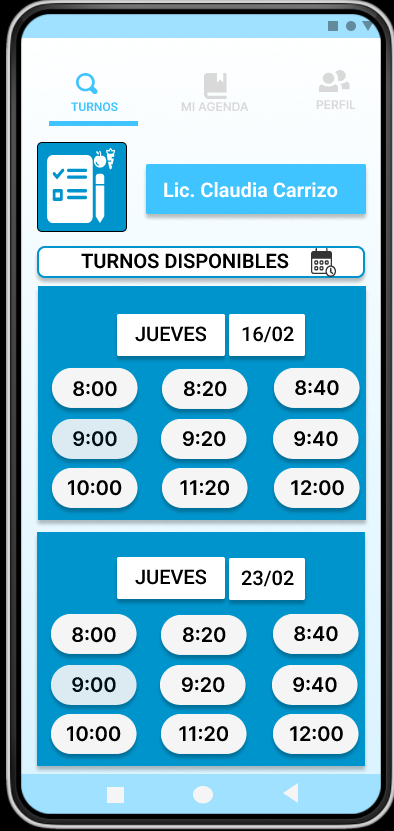 TURNOS MI AGENDA PERFIL
Lic. Claudia Carrizo
TURNOS DISPONIBLES
JUEVES 16/02
8:00 8:20 8:40
9:00 9:20 9:40
10:00 11:20 12:00
JUEVES 23/02
8:00 8:20 8:40
9:00 9:20 9:40
10:00 11:20 12:00